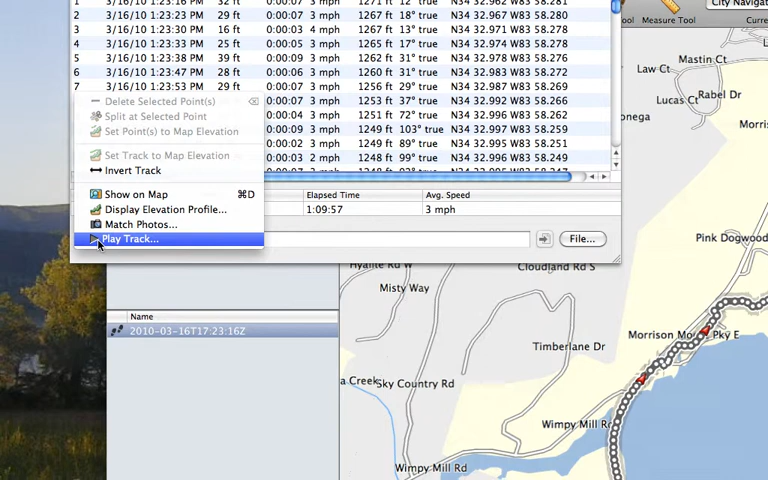 1 3/16/10 1:23:16 PM 32 ft 0:00:07 3 mph 1271 ft 12° true N34 32.962 W83 58.281
2 3/16/10 1:23:23 PM 29 ft 0:00:07 3 mph 1267 ft 18° true N34 32.967 W83 58.280
3 3/16/10 1:23:30 PM 16 ft 0:00:03 4 mph 1267 ft 13° true N34 32.971 W83 58.278
4 3/16/10 1:23:33 PM 25 ft 0:00:05 3 mph 1265 ft 17° true N34 32.974 W83 58.278
5 3/16/10 1:23:38 PM 39 ft 0:00:09 3 mph 1262 ft 31° true N34 32.978 W83 58.276
6 3/16/10 1:23:47 PM 28 ft 0:00:06 3 mph 1260 ft 31° true N34 32.983 W83 58.272
7 3/16/10 1:23:53 PM 29 ft 0:00:07 3 mph 1256 ft 31° true N34 32.987 W83 58.269
0:00:07 3 mph 1253 ft 37° true N34 32.992 W83 58.266
0:00:04 3 mph 1251 ft 72° true N34 32.996 W83 58.262
0:00:09 3 mph 1249 ft 103° true N34 32.997 W83 58.259
0:00:03 3 mph 1249 ft 89° true N34 32.995 W83 58.251
0:00:03 2 mph 1248 ft 99° true N34 32.996 W83 58.249
Delete Selected Point(s)
Split at Selected Point
Set Point(s) to Map Elevation
Set Track to Map Elevation
Invert Track
Show on Map ⌘D
Display Elevation Profile...
Match Photos...
Play Track...
Elapsed Time Avg. Speed
1:09:57 3 mph
File...
Name
2010-03-16T17:23:16Z
ool Measure Tool
City Navigat
Curre
Mastin Ct
Law Ct
Rabel Dr
Lucas Ct
onega
Morris
Pink Dogwood
Hyalite Rd W
Cloudland Rd S
Misty Way
Morrison Mo Pky E
Timberlane Dr
a Creek
Sky Country Rd
Wimpy Mill Rd
Wimpy Mill Rd